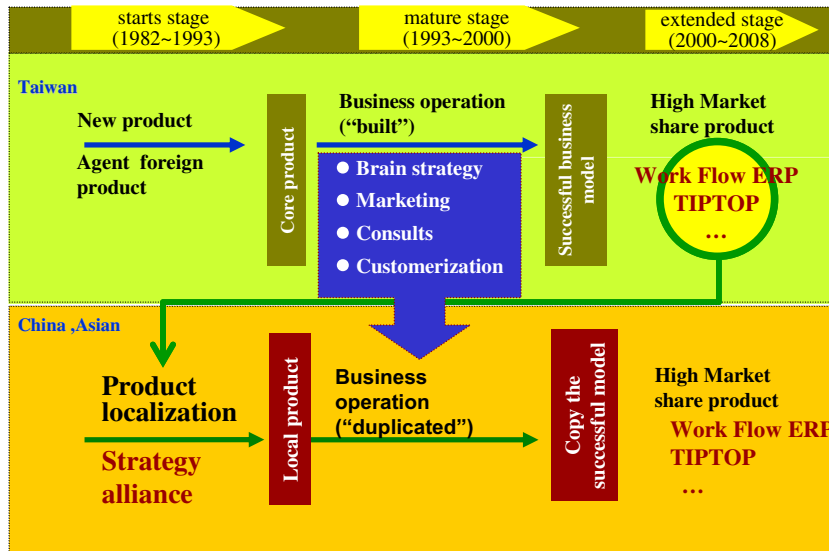 starts stage
(1982~1993)
mature stage
(1993~2000)
extended stage
(2000~2008)
Taiwan
New product
Agent foreign
product
Core product
Business operation
(“built”)
● Brain strategy
● Marketing
● Consults
● Customerization
Successful business
model
High Market
share product
Work Flow ERP
TIPTOP
…
China ,Asian
Product
localization
Strategy
alliance
Local product
Business
operation
(“duplicated”)
Copy the
successful model
High Market
share product
Work Flow ERP
TIPTOP
…